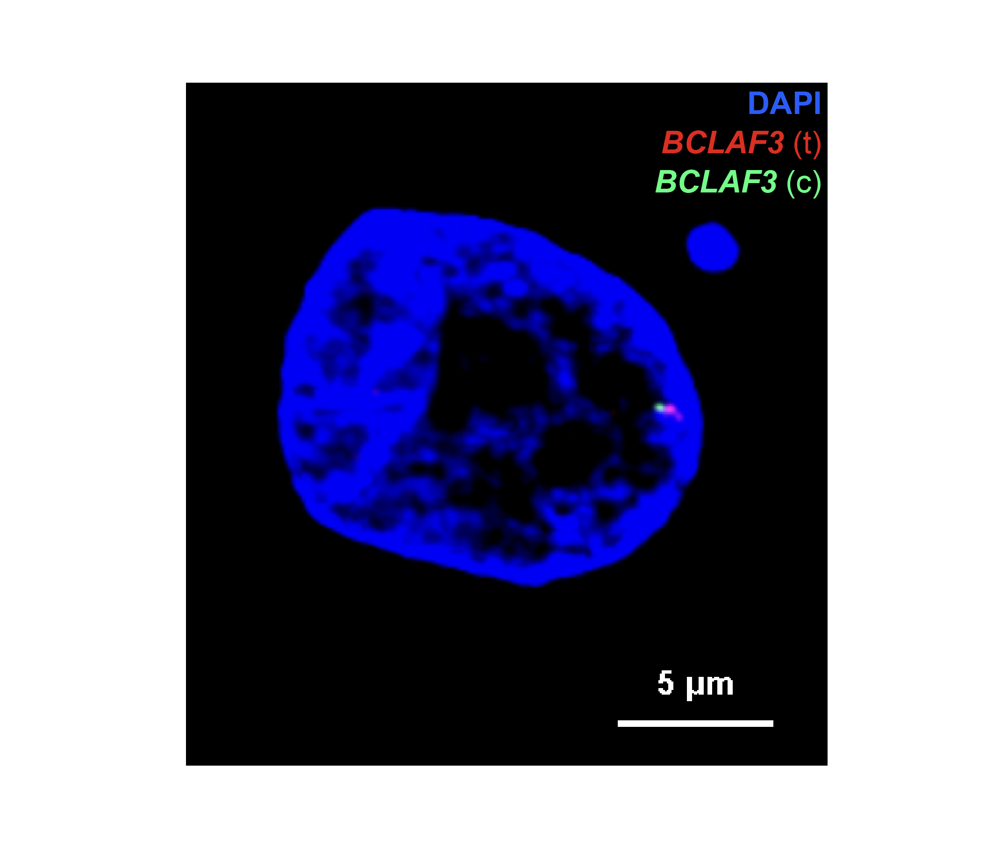 DAPI
BCLAF3 (t)
BCLAF3 (c)
5 µm